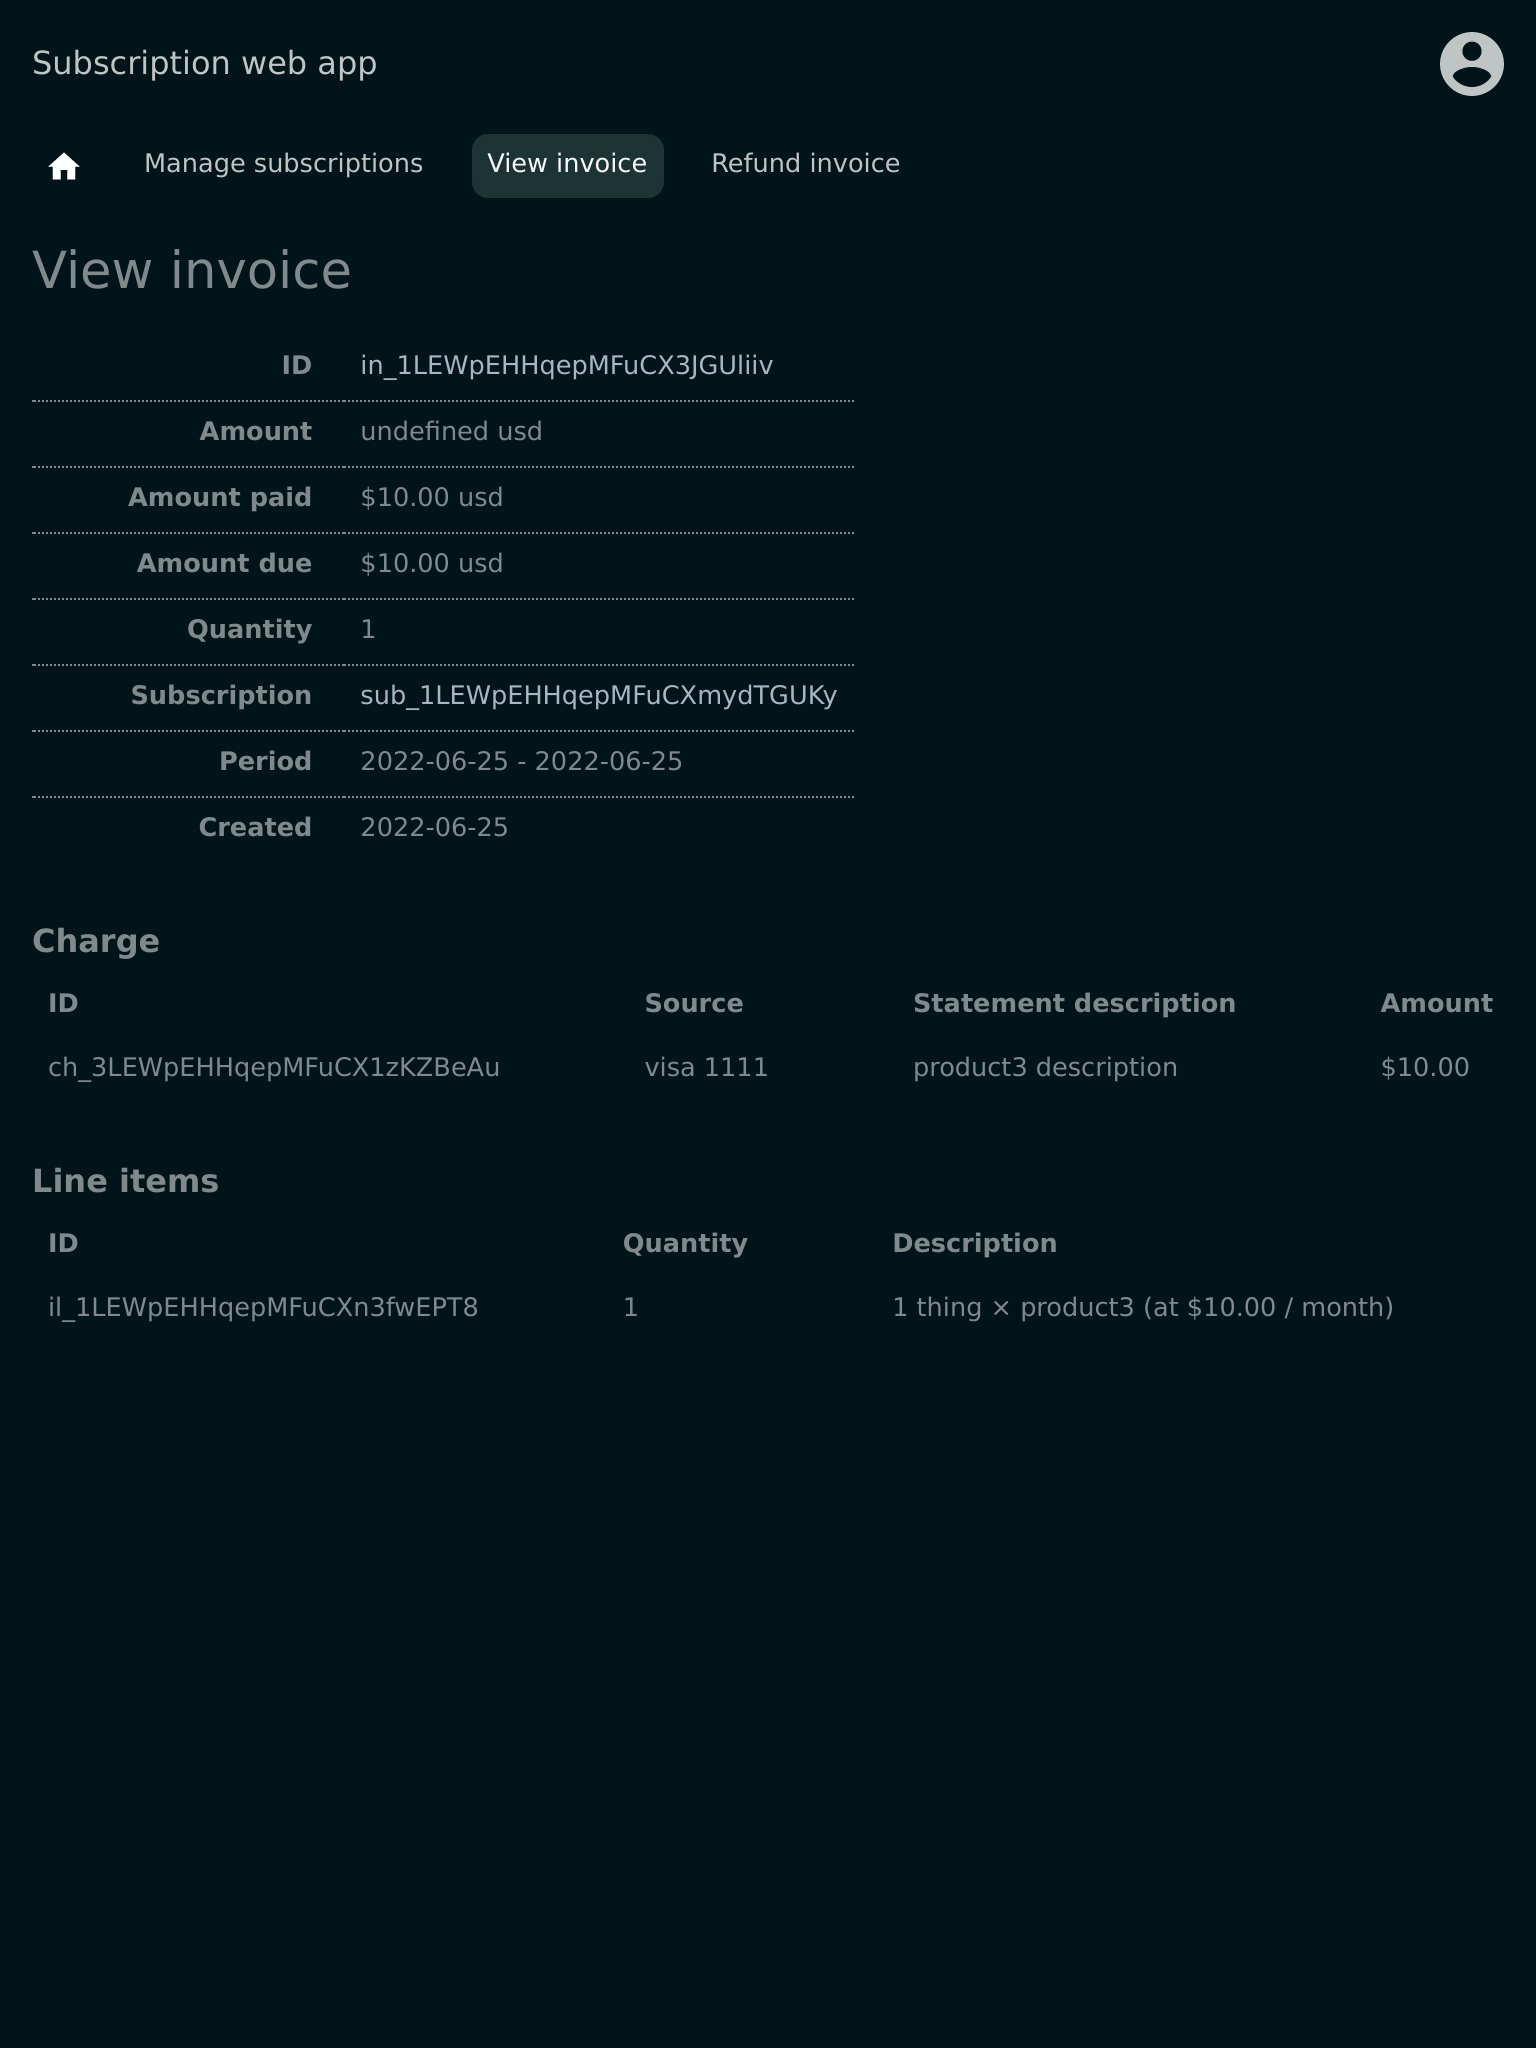 Subscription web app
Manage subscriptions View invoice Refund invoice
View invoice
ID in_1LEWpEHHqepMFuCX3JGUliiv
Amount undefined usd
Amount paid $10.00 usd
Amount due $10.00 usd
Quantity 1
Subscription sub_1LEWpEHHqepMFuCXmydTGUKy
Period 2022-06-25 - 2022-06-25
Created 2022-06-25
Charge
ID Source Statement description Amount
ch_3LEWpEHHqepMFuCX1zKZBeAu visa 1111 product3 description $10.00
Line items
ID Quantity Description
il_1LEWpEHHqepMFuCXn3fwEPT8 1 1 thing × product3 (at $10.00 / month)